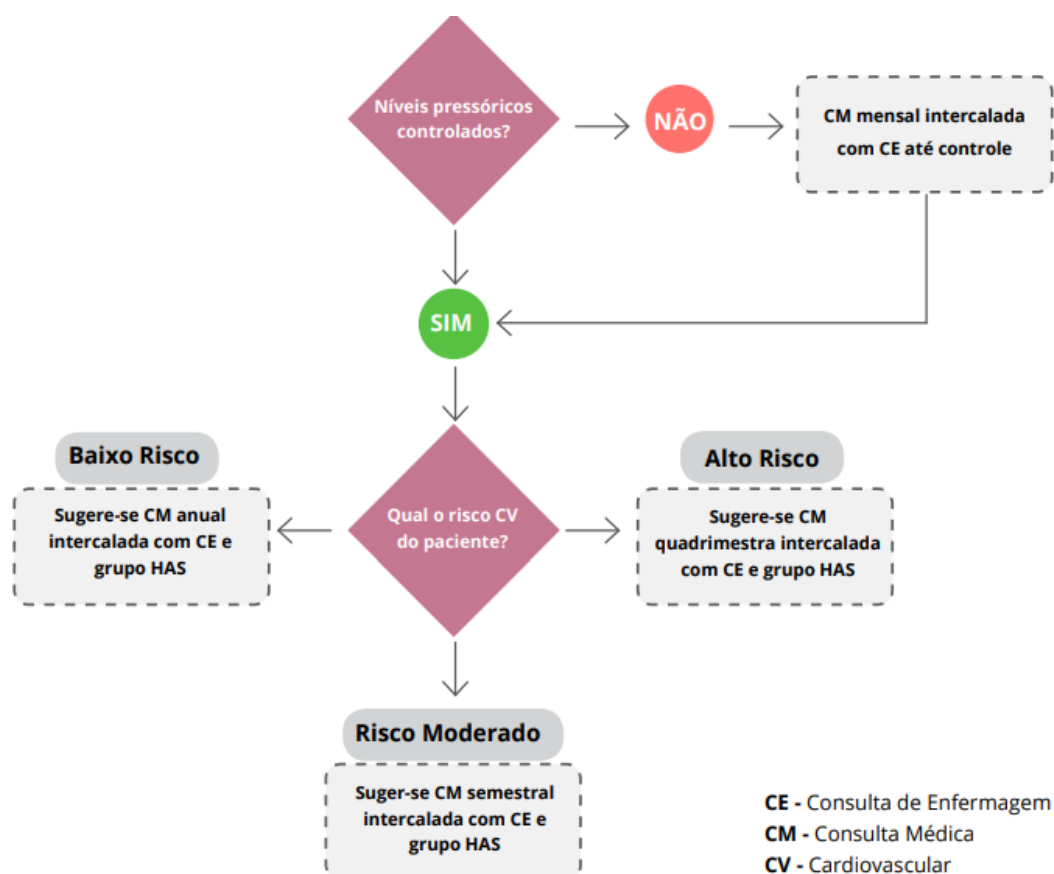 Níveis pressóricos
controlados?
NÃO
CM mensal intercalada
com CE até controle
SIM
Baixo Risco
Sugere-se CM anual
intercalada com CE e
grupo HAS
Qual o risco CV
do paciente?
Alto Risco
Sugere-se CM
quadrimestra intercalada
com CE e grupo HAS
Risco Moderado
Suger-se CM semestral
intercalada com CE e
grupo HAS
CE - Consulta de Enfermagem
CM - Consulta Médica
CV - Cardiovascular